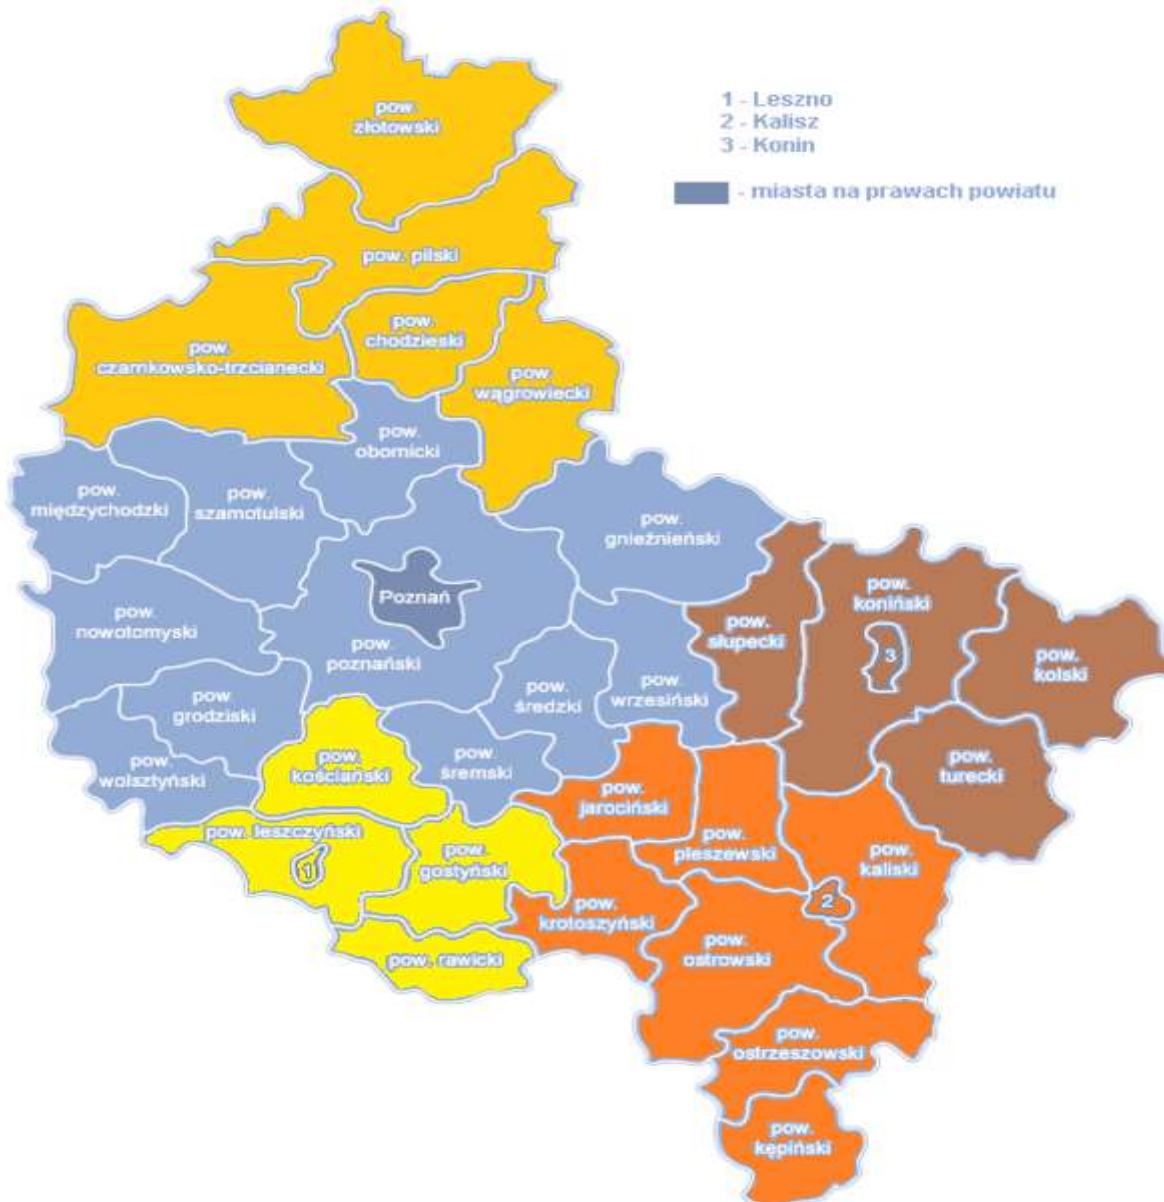 1 - Leszno
2 - Kalisz
3 - Konin
- miasta na prawach powiatu
pow.
złotowski
pow. pilski
pow.
chodzieski
pow.
czarnkowsko-trzcianecki
pow.
wągrowiecki
pow.
obornicki
pow.
międzychodzki
pow.
szamotulski
pow.
gnieźnieński
Poznań
pow.
poznański
pow.
nowotomyski
pow.
grodziski
pow.
wolsztyński
pow.
średzki
pow.
wrzesiński
pow.
śremski
pow.
słupecki
pow.
koniński
3
pow.
kolski
pow.
turecki
pow.
kościański
pow. leszczyński
1
pow.
gostyński
pow. rawicki
pow.
jarociński
pow.
pleszewski
pow.
kaliski
2
pow.
krotoszyński
pow.
ostrowski
pow.
ostrzeszowski
pow.
kępiński